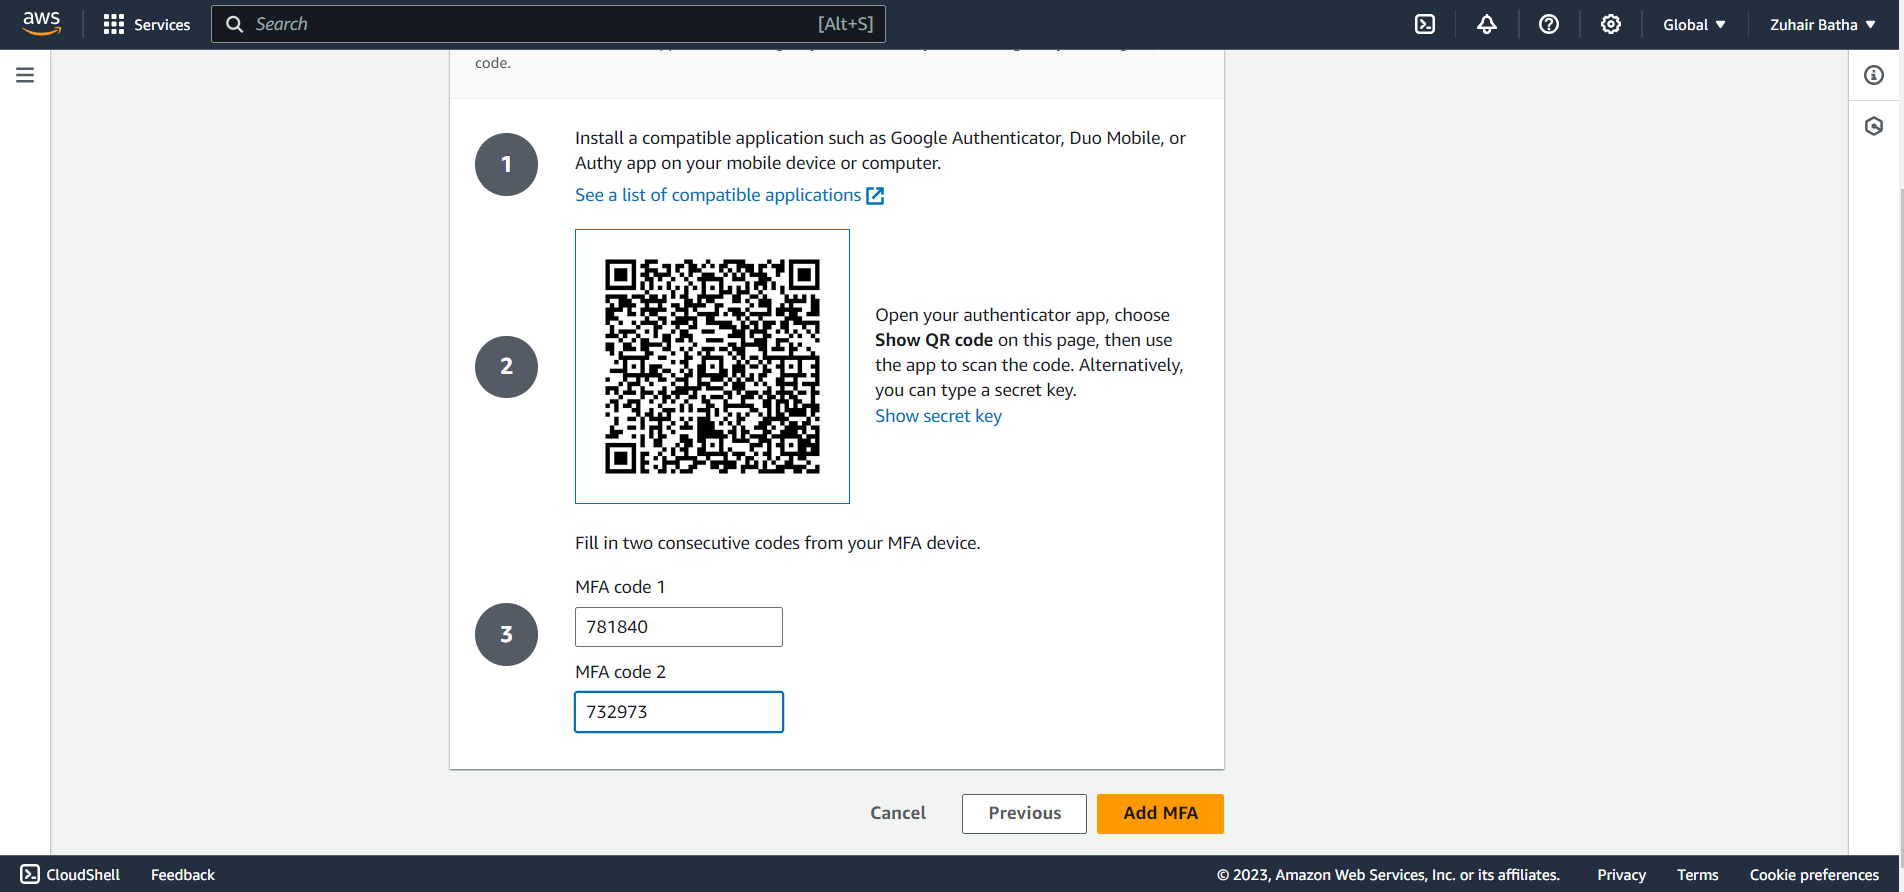 aws
Services
Search
[Alt+S]
Global
Zuhair Batha
code.
1
Install a compatible application such as Google Authenticator, Duo Mobile, or
Authy app on your mobile device or computer.
See a list of compatible applications
2
Open your authenticator app, choose
Show QR code on this page, then use
the app to scan the code. Alternatively,
you can type a secret key.
Show secret key
3
Fill in two consecutive codes from your MFA device.
MFA code 1
781840
MFA code 2
732973
Cancel
Previous
Add MFA
CloudShell
Feedback
© 2023, Amazon Web Services, Inc. or its affiliates.
Privacy
Terms
Cookie preferences